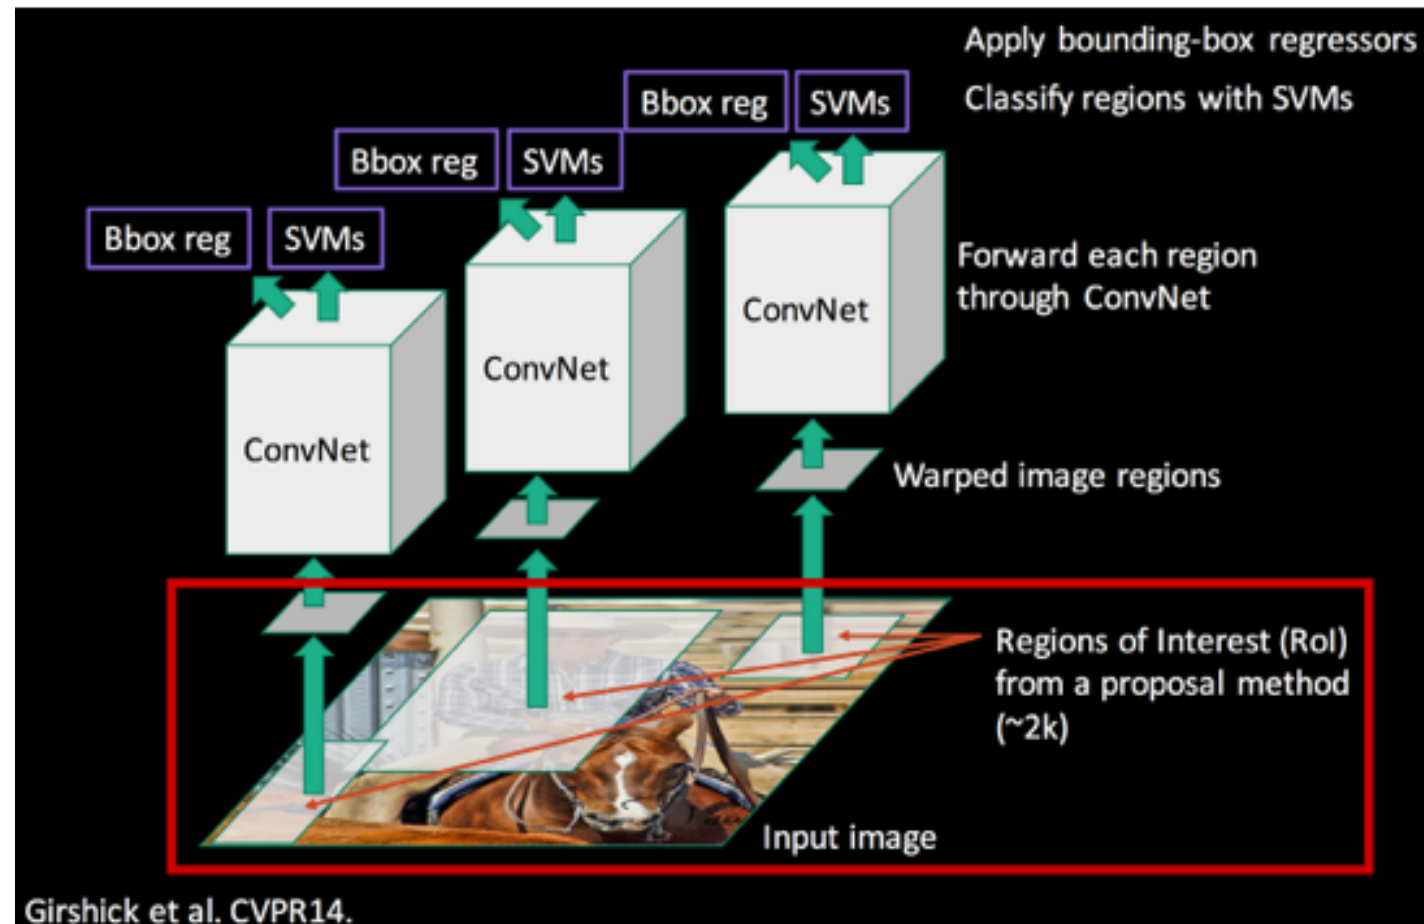 Apply bounding-box regressors
Bbox reg SVMs Classify regions with SVMs
Bbox reg SVMs
Bbox reg SVMs
Forward each region
through ConvNet
ConvNet
ConvNet
ConvNet
Warped image regions
Regions of Interest (RoI)
from a proposal method
(~2k)
Input image
Girshick et al. CVPR14.